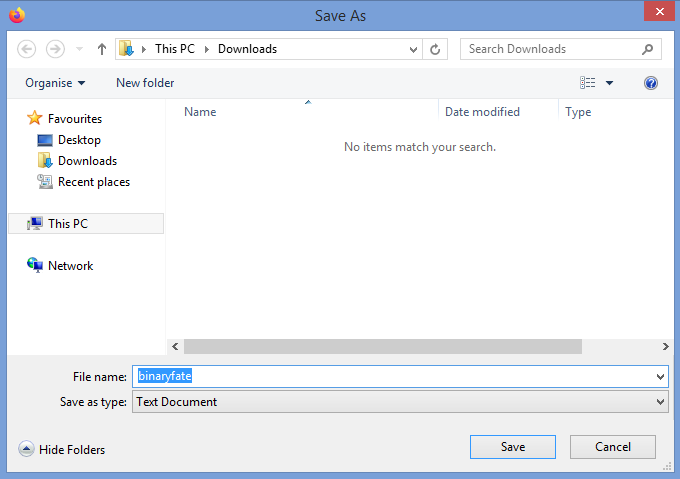 Save As
This PC Downloads
Search Downloads
Organise New folder
Name Date modified Type
No items match your search.
Favourites
Desktop
Downloads
Recent places
This PC
Network
File name: binaryfate
Save as type: Text Document
Hide Folders Save Cancel